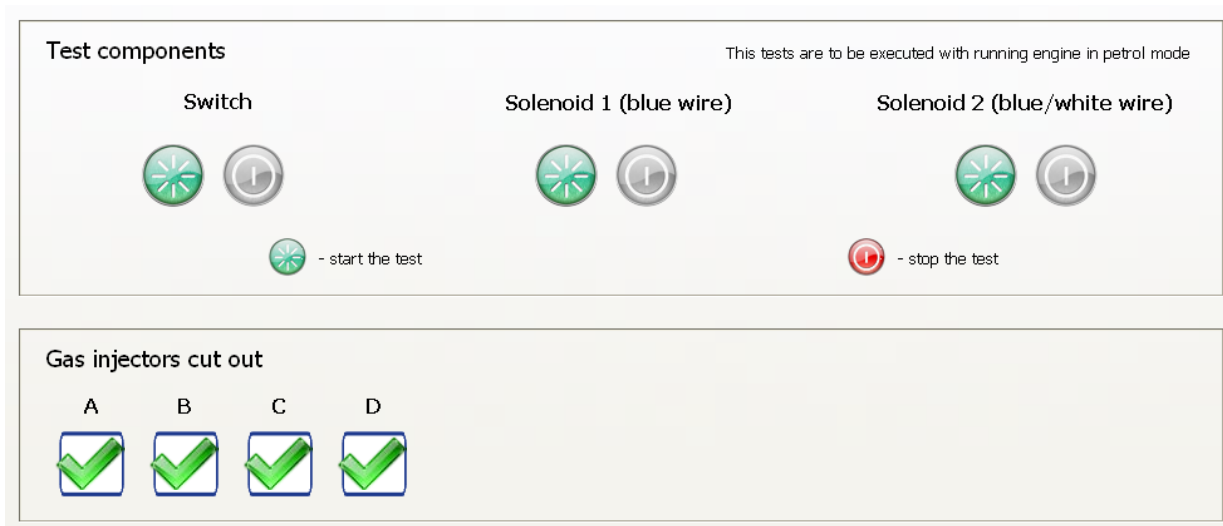 Test components
This tests are to be executed with running engine in petrol mode
Switch
Solenoid 1 (blue wire)
Solenoid 2 (blue/white wire)
- start the test
- stop the test
Gas injectors cut out
A B C D